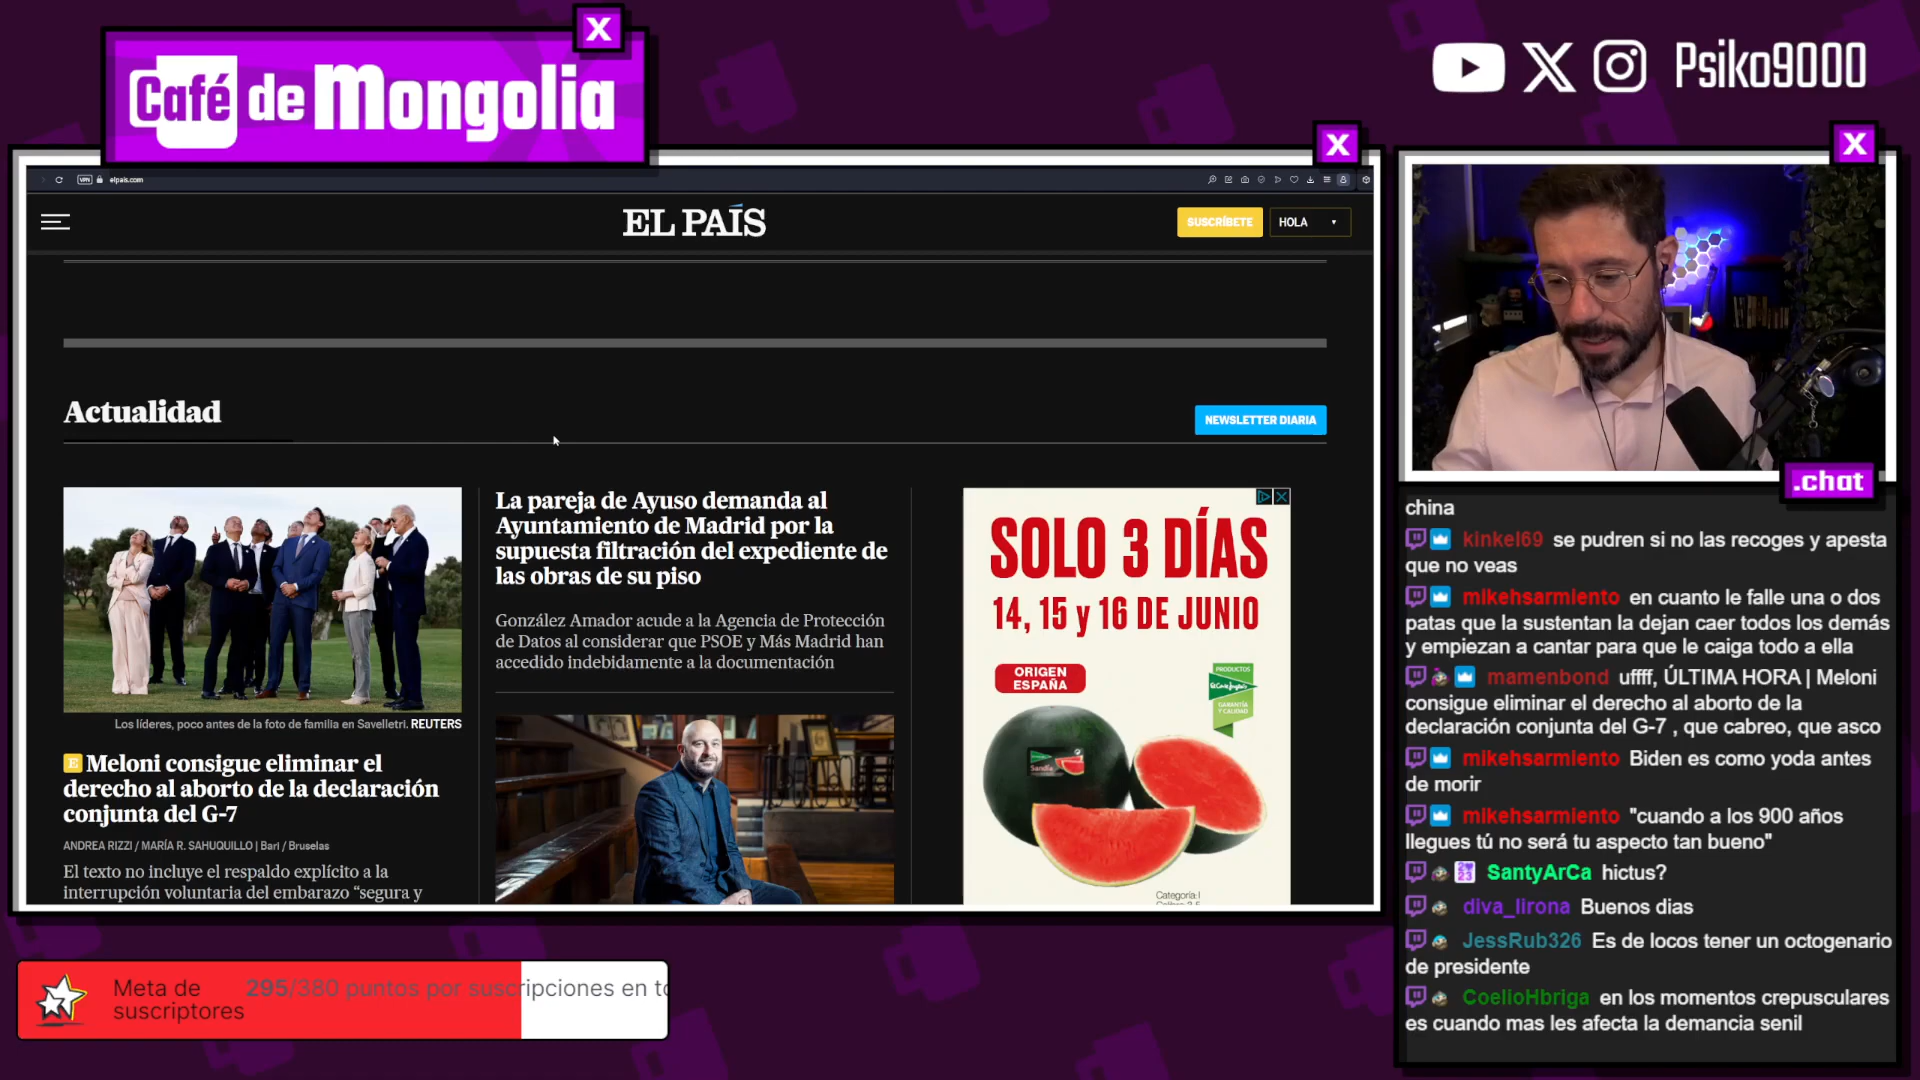 Café de Mongolia
X
Psiko9000
X
X
elpais.com
VPN
EL PAÍS
SUSCRÍBETE
HOLA
Actualidad
NEWSLETTER DIARIA
Los líderes, poco antes de la foto de familia en Savelletri. REUTERS
E Meloni consigue eliminar el
derecho al aborto de la declaración
conjunta del G-7
ANDREA RIZZI / MARÍA R. SAHUQUILLO | Bari / Bruselas
El texto no incluye el respaldo explícito a la
interrupción voluntaria del embarazo “segura y
La pareja de Ayuso demanda al
Ayuntamiento de Madrid por la
supuesta filtración del expediente de
las obras de su piso
González Amador acude a la Agencia de Protección
de Datos al considerar que PSOE y Más Madrid han
accedido indebidamente a la documentación
SOLO 3 DÍAS
14, 15 y 16 DE JUNIO
ORIGEN
ESPAÑA
PRODUCTOS
El Corte Inglés
GARANTÍA
Y CALIDAD
Sandía
Categoría:I
.chat
china
kinkel69 se pudren si no las recoges y apesta
que no veas
mikehsarmiento en cuanto le falle una o dos
patas que la sustentan la dejan caer todos los demás
y empiezan a cantar para que le caiga todo a ella
mamenbond uffff, ÚLTIMA HORA | Meloni
consigue eliminar el derecho al aborto de la
declaración conjunta del G-7 , que cabreo, que asco
mikehsarmiento Biden es como yoda antes
de morir
mikehsarmiento "cuando a los 900 años
llegues tú no será tu aspecto tan bueno"
SantyArCa hictus?
diva_lirona Buenos dias
JessRub326 Es de locos tener un octogenario
de presidente
CoelioHbriga en los momentos crepusculares
es cuando mas les afecta la demancia senil
Meta de
suscriptores
295/380 puntos por suscripciones en to